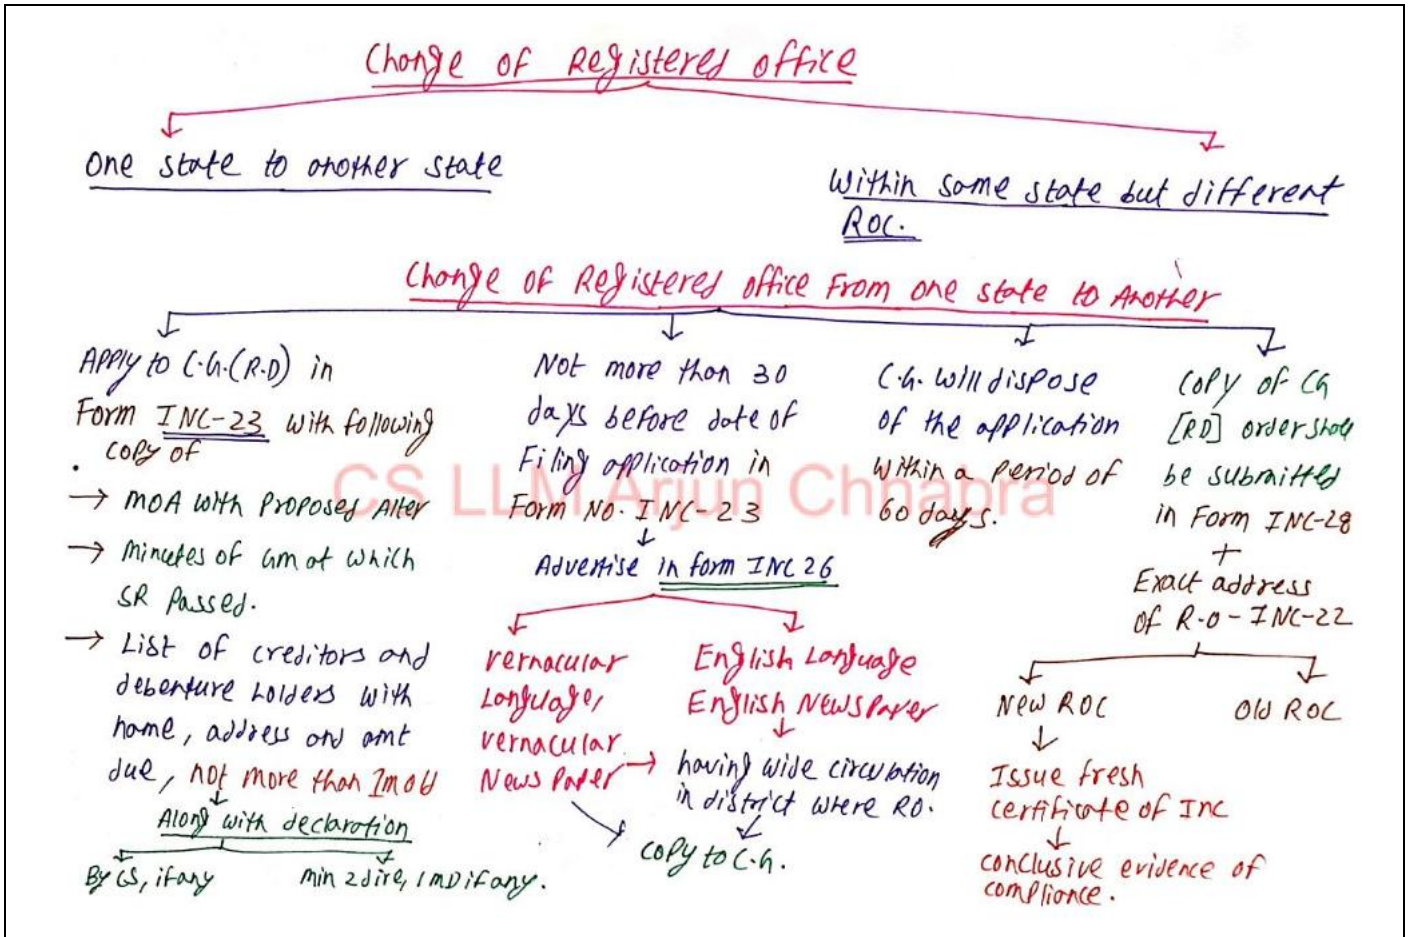 Change of Registered office
One state to another state
Within same state but different
ROC.
Change of Registered office From one state to Another
Apply to C.G.(R.D) in
Form INC-23 with following
copy of
→ MOA with Proposed Alter
→ Minutes of GM at which
SR Passed.
→ List of creditors and
debenture holders with
name, address and amt
due, not more than 1 m old
Along with declaration
By CS, if any
min 2 dire, 1 MD if any.
Not more than 30
days before date of
Filing application in
Form No. INC-23
Advertise in form INC 26
vernacular
Language,
vernacular
News Paper
English Language
English News Paper
→ having wide circulation
in district where RO.
copy to C.G.
C.G. will dispose
of the application
within a Period of
60 days.
copy of CG
[RD] order shall
be submitted
in Form INC-28
+
Exact address
of R.O - INC-22
New ROC
Old ROC
Issue fresh
certificate of Inc
conclusive evidence of
compliance.
CS LLM Arjun Chhabra